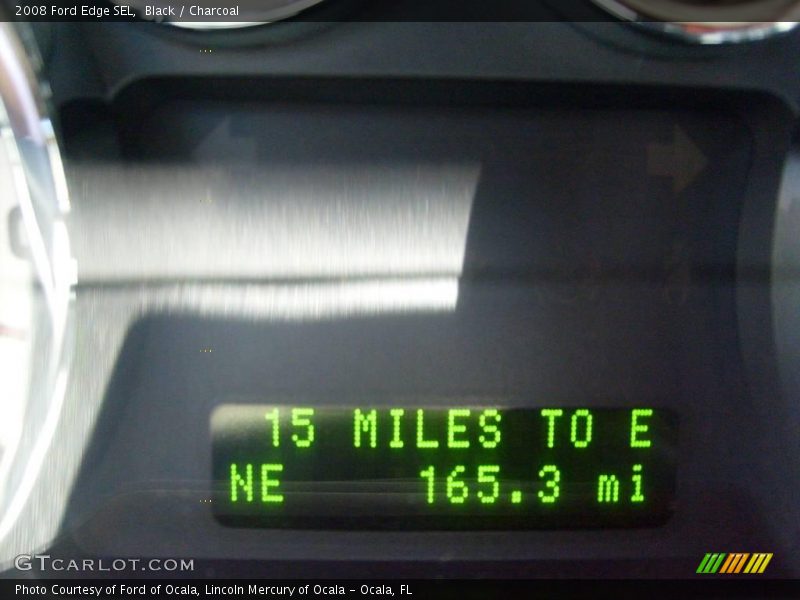 2008 Ford Edge SEL,  Black / Charcoal
15 MILES TO E
NE 165.3 mi
GTCARLOT.COM
Photo Courtesy of Ford of Ocala, Lincoln Mercury of Ocala - Ocala, FL